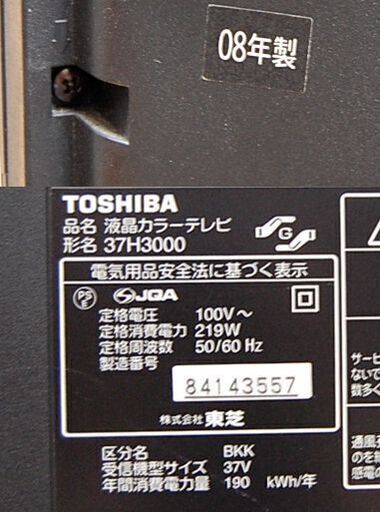 08年製
TOSHIBA
品名 液晶カラーテレビ
形名 37H3000
G
電気用品安全法に基づく表示
PSE JQA
定格電圧 100V～
定格消費電力 219W
定格周波数 50/60 Hz
製造番号
84143557
株式会社 東芝
区分名 BKK
受信機型サイズ 37V
年間消費電力量 190 kWh/年
サービ
ないで
数多く
通風孔
のを
感電の